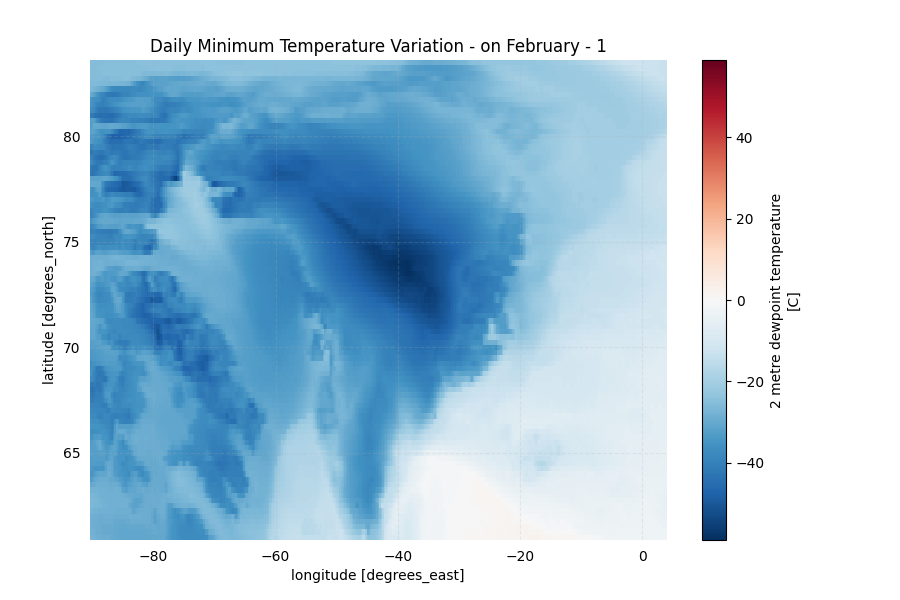 Daily Minimum Temperature Variation - on February - 1
80
75
70
65
latitude [degrees_north]
−80
−60
−40
−20
0
longitude [degrees_east]
40
20
0
−20
−40
2 metre dewpoint temperature
[C]